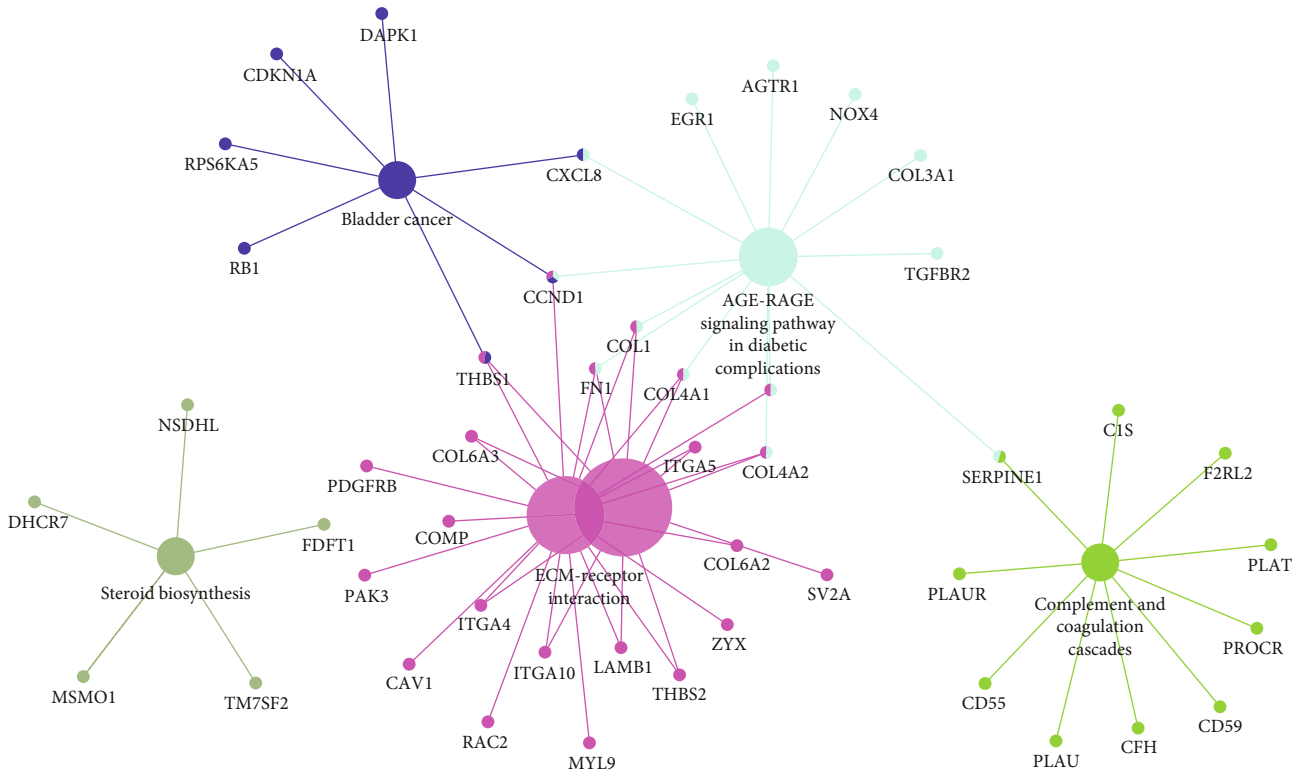 DAPK1
CDKN1A
AGTR1
EGR1
NOX4
RPS6KA5
CXCL8
COL3A1
Bladder cancer
RB1
TGFBR2
CCND1
AGE-RAGE
signaling pathway
in diabetic
complications
COL1
THBS1
FN1
COL4A1
NSDHL
C1S
COL6A3
ITGA5
COL4A2
SERPINE1
F2RL2
PDGFRB
DHCR7
COMP
FDFT1
COL6A2
PLAT
ECM-receptor
interaction
Steroid biosynthesis
PAK3
SV2A
PLAUR
Complement and
coagulation
cascades
ITGA4
ZYX
PROCR
ITGA10
LAMB1
CAV1
THBS2
MSMO1
TM7SF2
CD55
CD59
RAC2
MYL9
PLAU
CFH